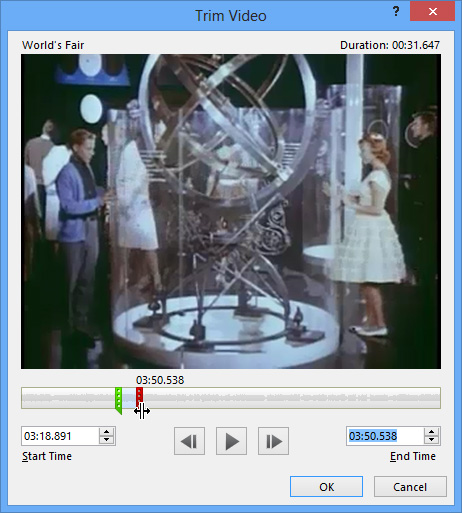 Trim Video
?
World's Fair Duration: 00:31.647
03:50.538
03:18.891 03:50.538
Start Time End Time
OK Cancel